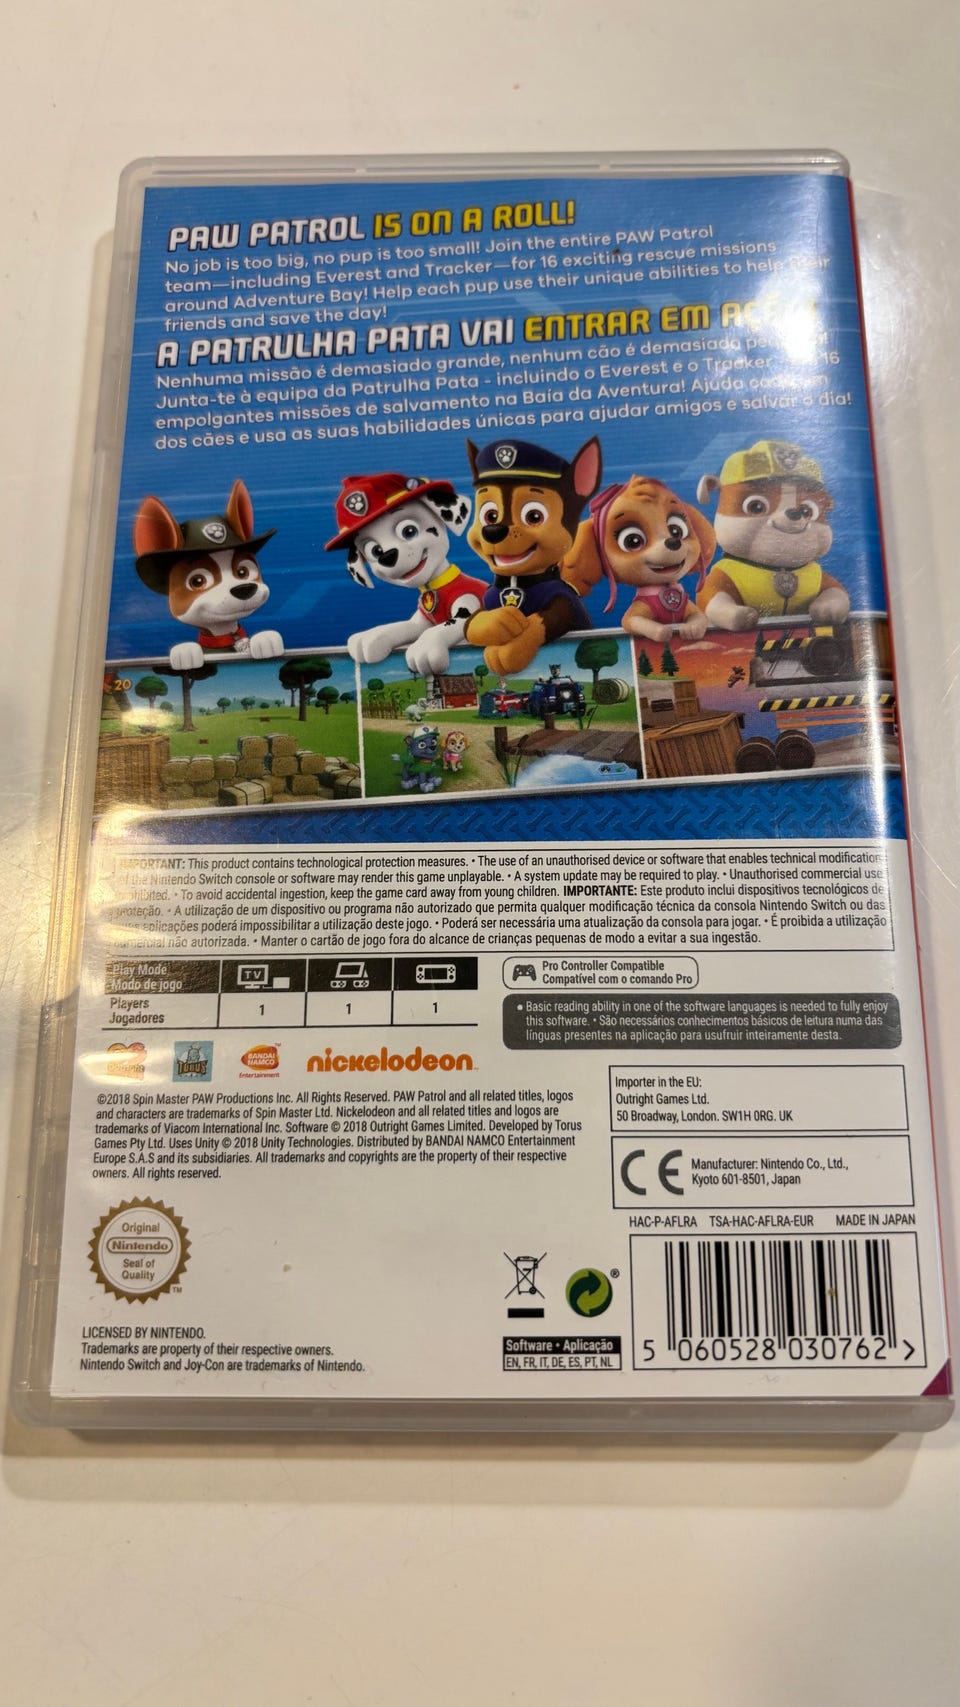 PAW PATROL IS ON A ROLL!
No job is too big, no pup is too small! Join the entire PAW Patrol
team—including Everest and Tracker—for 16 exciting rescue missions
around Adventure Bay! Help each pup use their unique abilities to help their
friends and save the day!
A PATRULHA PATA VAI ENTRAR EM
Nenhuma missão é demasiado grande, nenhum cão é demasiado
Junta-te à equipa da Patrulha Pata - incluindo o Everest e o Tracker 16
empolgantes missões de salvamento na Baía da Aventura! Ajuda
dos cães e usa as suas habilidades únicas para ajudar amigos e salvar o dia!
20
IMPORTANT: This product contains technological protection measures. • The use of an unauthorised device or software that enables technical modification
of the Nintendo Switch console or software may render this game unplayable. • A system update may be required to play. • Unauthorised commercial use
prohibited. • To avoid accidental ingestion, keep the game card away from young children. IMPORTANTE: Este produto inclui dispositivos tecnológicos de
proteção. • A utilização de um dispositivo ou programa não autorizado que permita qualquer modificação técnica da consola Nintendo Switch ou das
aplicações poderá impossibilitar a utilização deste jogo. • Poderá ser necessária uma atualização da consola para jogar. • É proibida a utilização
comercial não autorizada. • Manter o cartão de jogo fora do alcance de crianças pequenas de modo a evitar a sua ingestão.
Play Mode
Modo de jogo
TV
Players
Jogadores
1 1 1
Pro Controller Compatible
Compatível com o comando Pro
• Basic reading ability in one of the software languages is needed to fully enjoy
this software. • São necessários conhecimentos básicos de leitura numa das
línguas presentes na aplicação para usufruir inteiramente desta.
TORUS
BANDAI
NAMCO
Entertainment
nickelodeon
©2018 Spin Master PAW Productions Inc. All Rights Reserved. PAW Patrol and all related titles, logos
and characters are trademarks of Spin Master Ltd. Nickelodeon and all related titles and logos are
trademarks of Viacom International Inc. Software © 2018 Outright Games Limited. Developed by Torus
Games Pty Ltd. Uses Unity © 2018 Unity Technologies. Distributed by BANDAI NAMCO Entertainment
Europe S.A.S and its subsidiaries. All trademarks and copyrights are the property of their respective
owners. All rights reserved.
Importer in the EU:
Outright Games Ltd.
50 Broadway, London. SW1H 0RG. UK
CE
Manufacturer: Nintendo Co., Ltd.,
Kyoto 601-8501, Japan
HAC-P-AFLRA TSA-HAC-AFLRA-EUR MADE IN JAPAN
Original
Nintendo
Seal of
Quality
TM
LICENSED BY NINTENDO.
Trademarks are property of their respective owners.
Nintendo Switch and Joy-Con are trademarks of Nintendo.
Software • Aplicação
EN, FR, IT, DE, ES, PT, NL
5 060528 030762 >